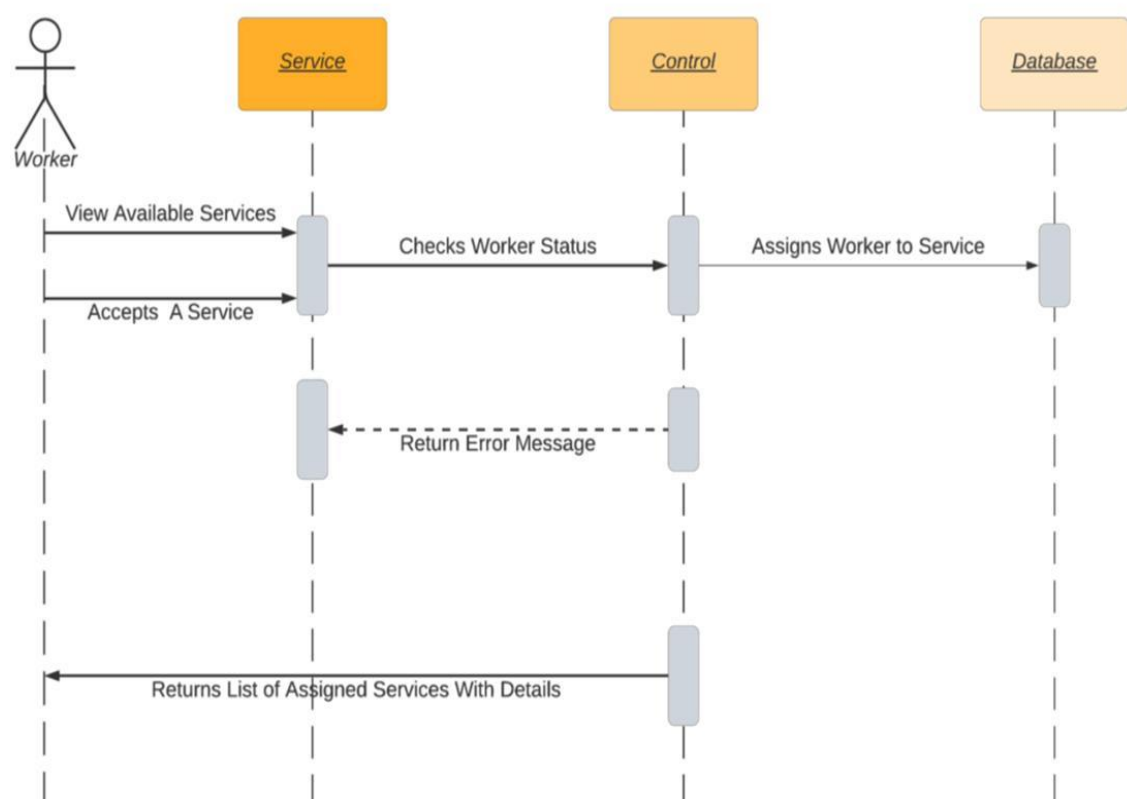 Service
Control
Database
Worker
View Available Services
Checks Worker Status
Assigns Worker to Service
Accepts A Service
Return Error Message
Returns List of Assigned Services With Details